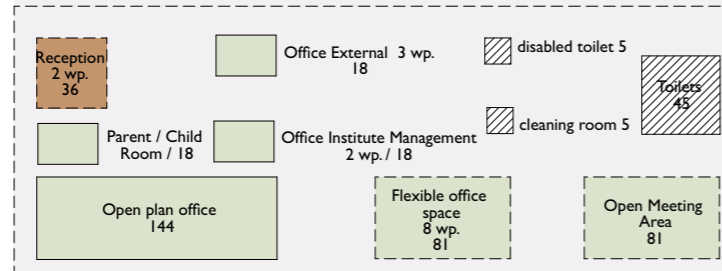 Reception
2 wp.
36
Office External 3 wp.
18
disabled toilet 5
Toilets
45
Parent / Child
Room / 18
Office Institute Management
2 wp. / 18
cleaning room 5
Open plan office
144
Flexible office
space
8 wp.
81
Open Meeting
Area
81